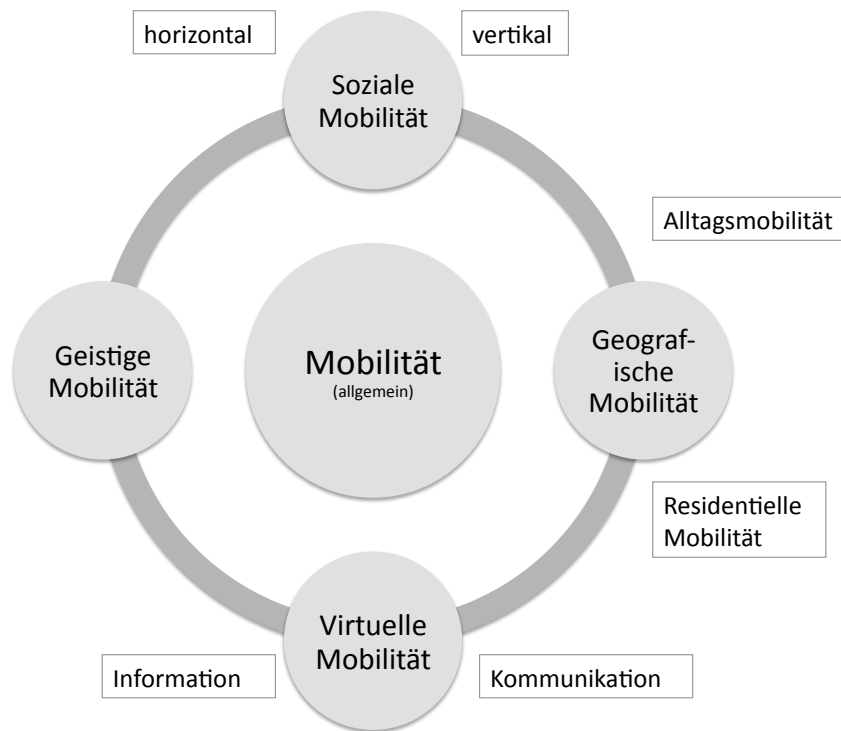 horizontal
vertikal
Soziale
Mobilität
Alltagsmobilität
Geistige
Mobilität
Mobilität
(allgemein)
Geograf-
ische
Mobilität
Residentielle
Mobilität
Virtuelle
Mobilität
Information
Kommunikation